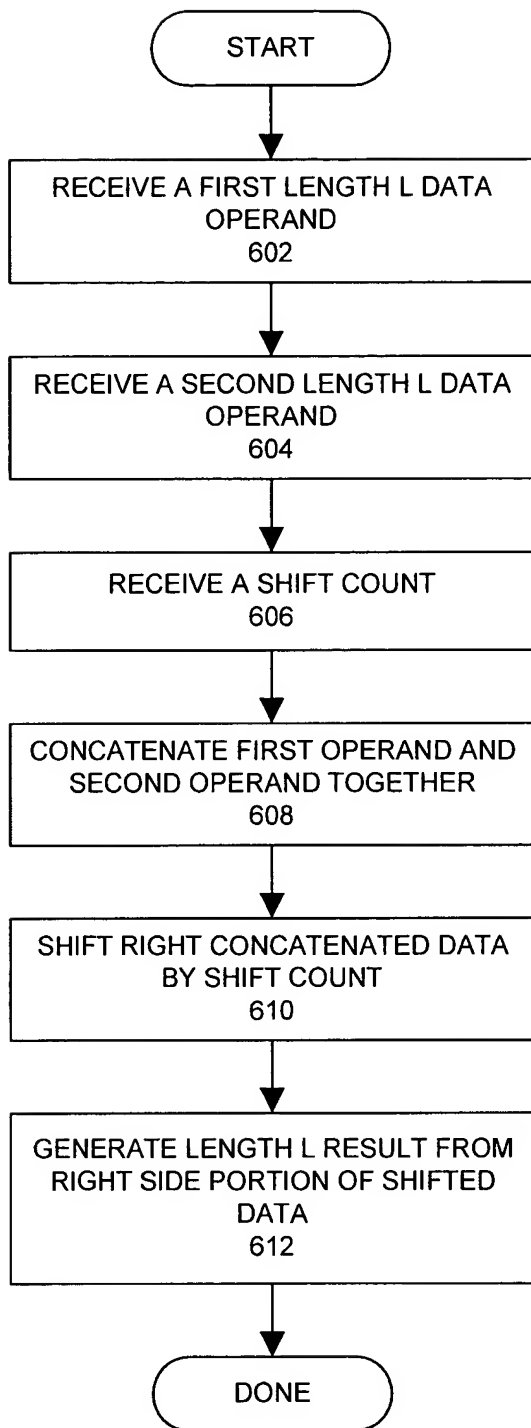 START
RECEIVE A FIRST LENGTH L DATA
OPERAND
602
RECEIVE A SECOND LENGTH L DATA
OPERAND
604
RECEIVE A SHIFT COUNT
606
CONCATENATE FIRST OPERAND AND
SECOND OPERAND TOGETHER
608
SHIFT RIGHT CONCATENATED DATA
BY SHIFT COUNT
610
GENERATE LENGTH L RESULT FROM
RIGHT SIDE PORTION OF SHIFTED
DATA
612
DONE